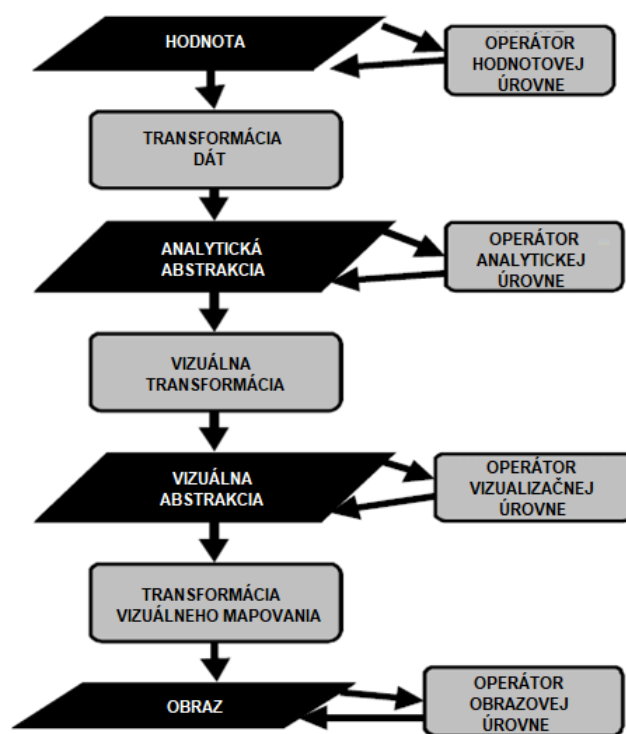 HODNOTA
OPERÁTOR
HODNOTOVEJ
ÚROVNE
TRANSFORMÁCIA
DÁT
ANALYTICKÁ
ABSTRAKCIA
OPERÁTOR
ANALYTICKEJ
ÚROVNE
VIZUÁLNA
TRANSFORMÁCIA
VIZUÁLNA
ABSTRAKCIA
OPERÁTOR
VIZUALIZAČNEJ
ÚROVNE
TRANSFORMÁCIA
VIZUÁLNEHO MAPOVANIA
OBRAZ
OPERÁTOR
OBRAZOVEJ
ÚROVNE